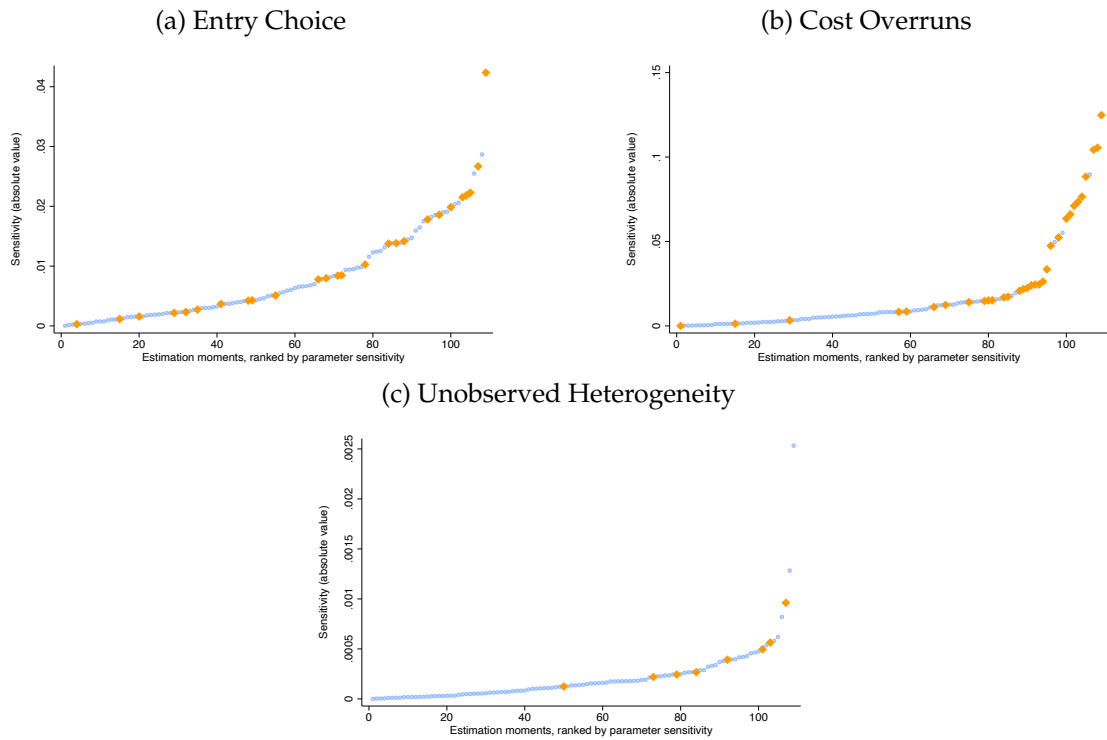 (a) Entry Choice
(b) Cost Overruns
Sensitivity (absolute value)
.04
.03
.02
.01
0
0 20 40 60 80 100
Estimation moments, ranked by parameter sensitivity
Sensitivity (absolute value)
.15
.1
.05
0
0 20 40 60 80 100
Estimation moments, ranked by parameter sensitivity
(c) Unobserved Heterogeneity
Sensitivity (absolute value)
.0025
.002
.0015
.001
.0005
0
0 20 40 60 80 100
Estimation moments, ranked by parameter sensitivity